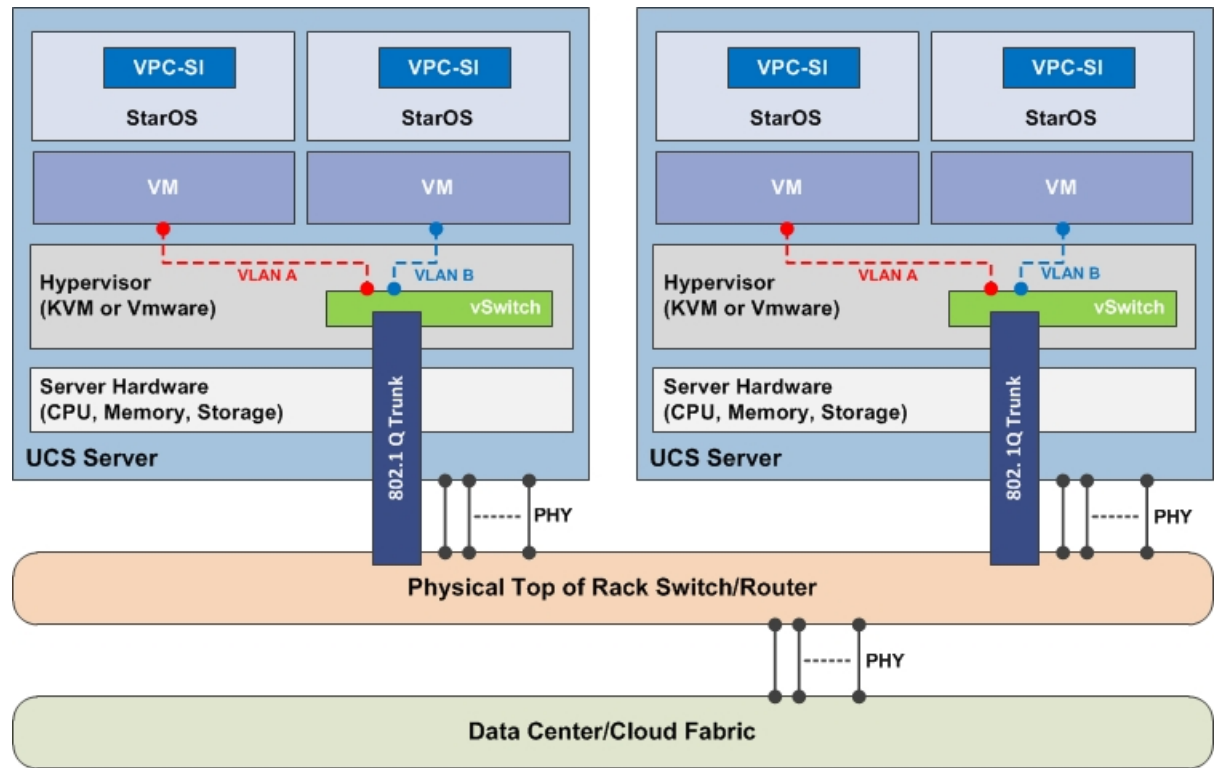 VPC-SI
StarOS
VPC-SI
StarOS
VM
VM
VLAN A
VLAN B
Hypervisor
(KVM or Vmware)
vSwitch
Server Hardware
(CPU, Memory, Storage)
802.1 Q Trunk
UCS Server
PHY
VPC-SI
StarOS
VPC-SI
StarOS
VM
VM
VLAN A
VLAN B
Hypervisor
(KVM or Vmware)
vSwitch
Server Hardware
(CPU, Memory, Storage)
802. 1Q Trunk
UCS Server
PHY
Physical Top of Rack Switch/Router
PHY
Data Center/Cloud Fabric